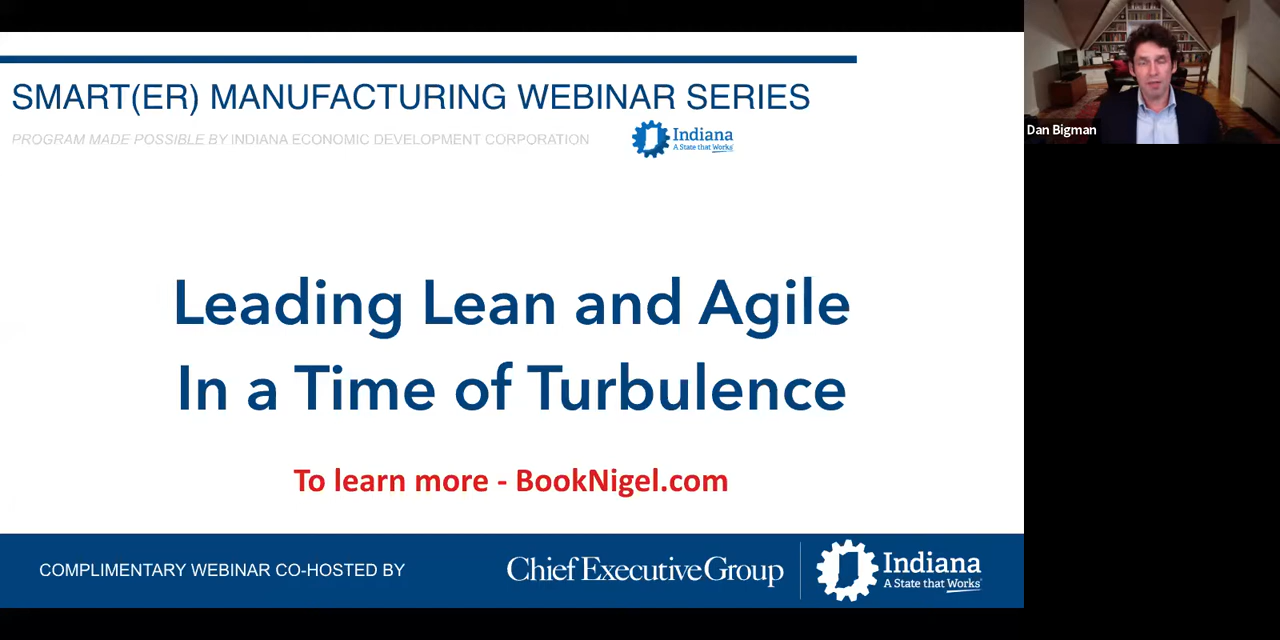 SMART(ER) MANUFACTURING WEBINAR SERIES
PROGRAM MADE POSSIBLE BY INDIANA ECONOMIC DEVELOPMENT CORPORATION
Indiana
A State that Works
Dan Bigman
Leading Lean and Agile
In a Time of Turbulence
To learn more - BookNigel.com
COMPLIMENTARY WEBINAR CO-HOSTED BY
Chief Executive Group
Indiana
A State that Works